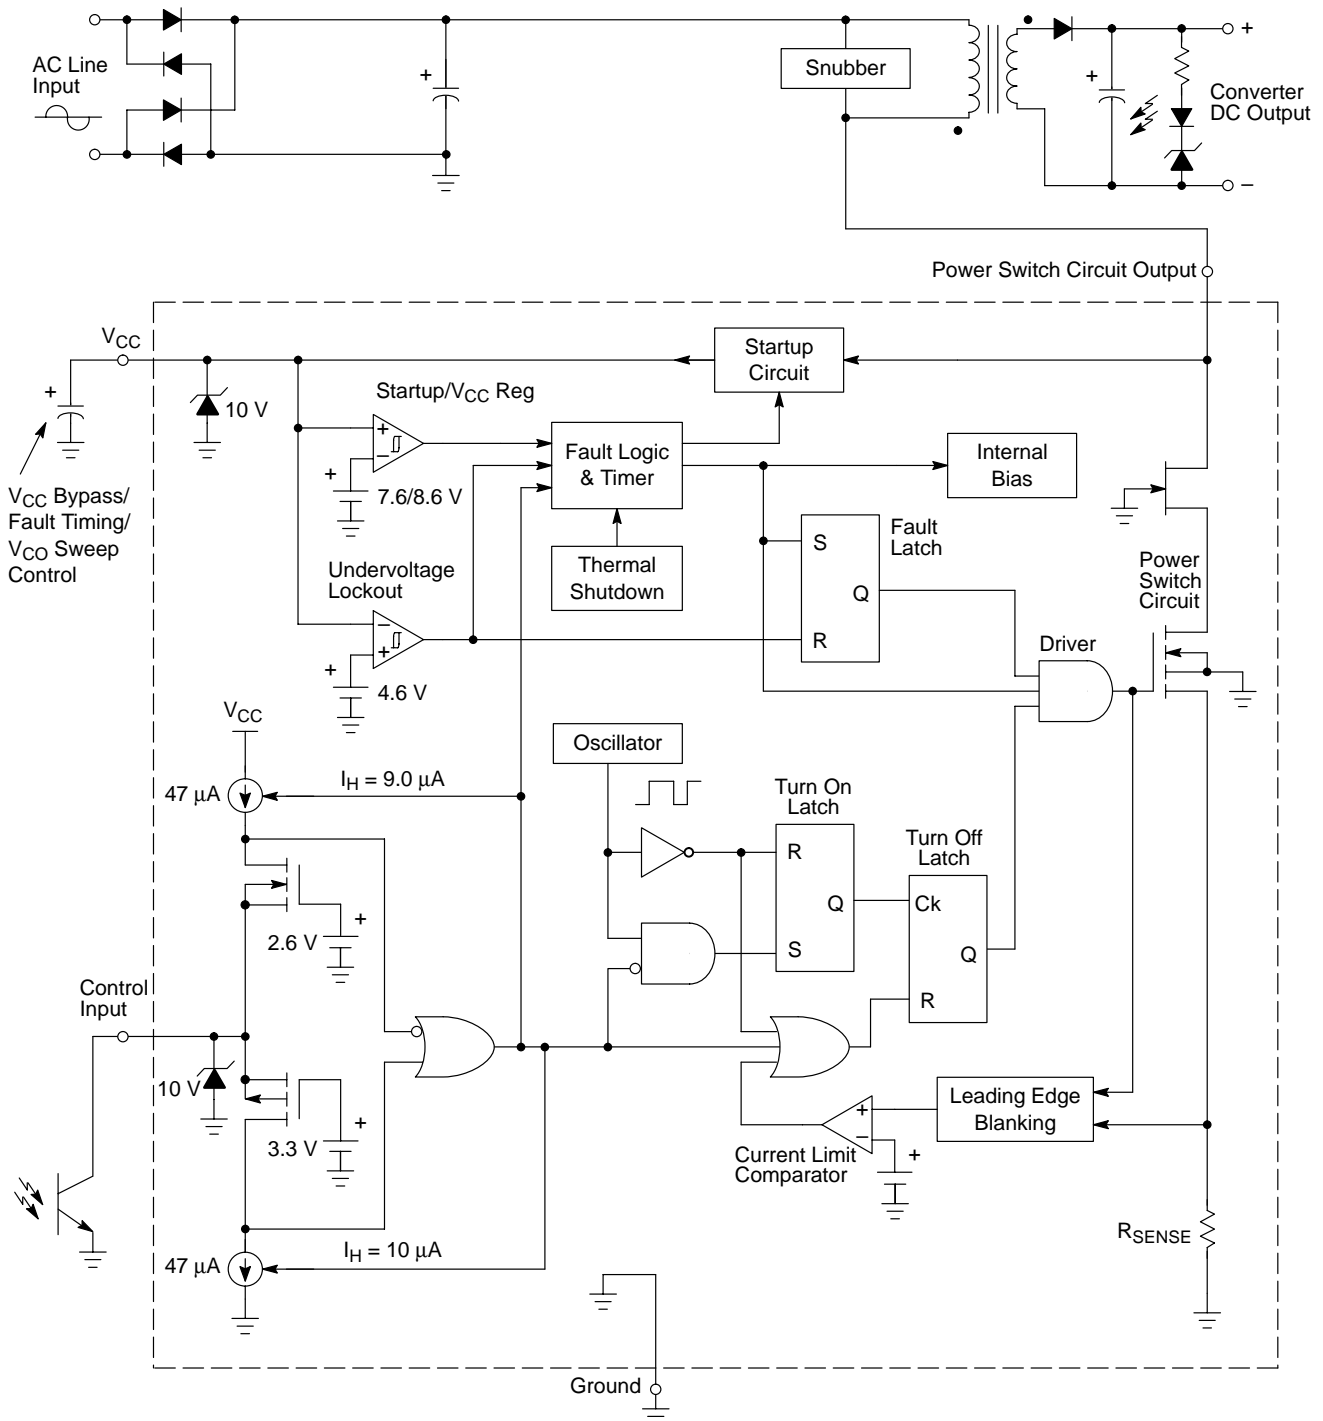 AC Line
Input
+
Snubber
+
+
Converter
DC Output
−
Power Switch Circuit Output
VCC
Startup
Circuit
+
10 V
Startup/VCC Reg
+
−
+
7.6/8.6 V
Fault Logic
& Timer
Internal
Bias
VCC Bypass/
Fault Timing/
VCO Sweep
Control
Thermal
Shutdown
S
R
Q
Fault
Latch
Power
Switch
Circuit
Undervoltage
Lockout
−
+
+
4.6 V
Driver
VCC
Oscillator
47 μA
IH = 9.0 μA
Turn On
Latch
R
Q
S
Turn Off
Latch
Ck
Q
R
+
2.6 V
Control
Input
10 V
+
3.3 V
Leading Edge
Blanking
+
−
+
Current Limit
Comparator
RSENSE
47 μA
IH = 10 μA
Ground